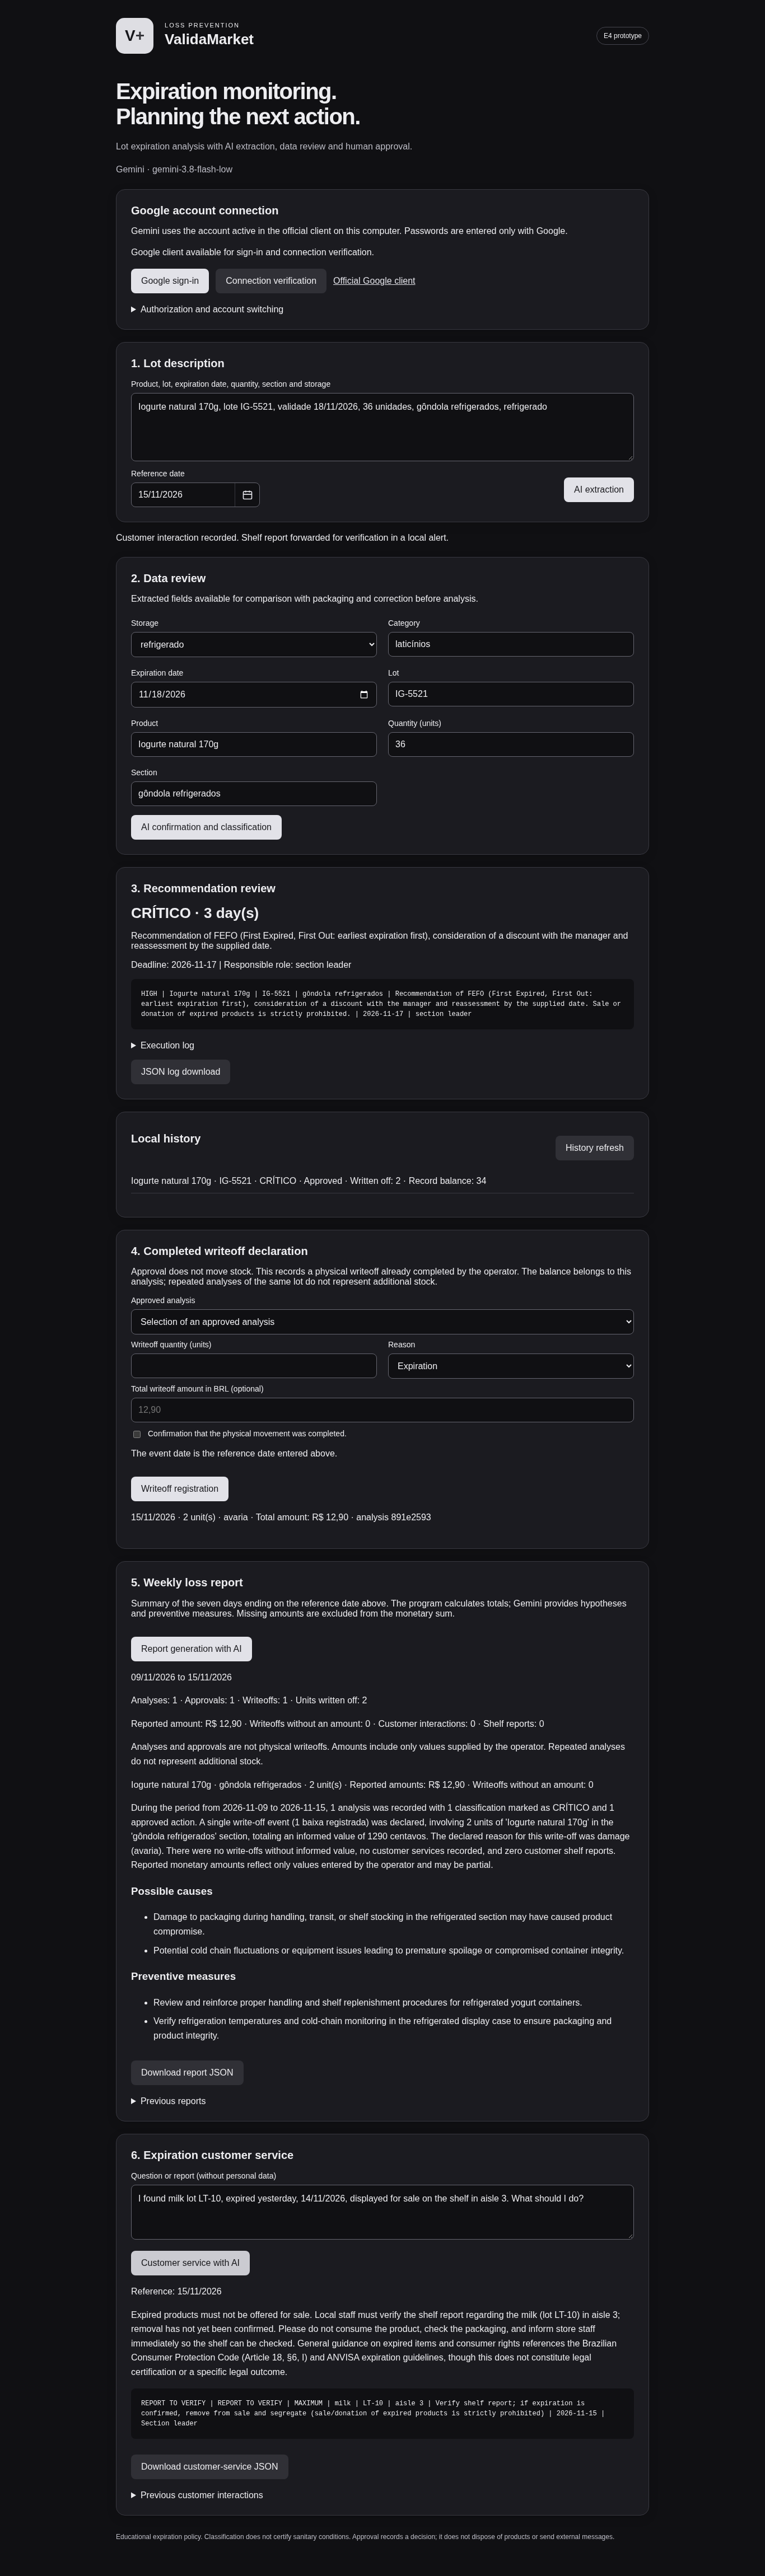 V+
LOSS PREVENTION
ValidaMarket
E4 prototype
Expiration monitoring.
Planning the next action.
Lot expiration analysis with AI extraction, data review and human approval.
Gemini · gemini-3.8-flash-low
Google account connection
Gemini uses the account active in the official client on this computer. Passwords are entered only with Google.
Google client available for sign-in and connection verification.
Google sign-in
Connection verification
Official Google client
Authorization and account switching
1. Lot description
Product, lot, expiration date, quantity, section and storage
Iogurte natural 170g, lote IG-5521, validade 18/11/2026, 36 unidades, gôndola refrigerados, refrigerado
Reference date
15/11/2026
AI extraction
Customer interaction recorded. Shelf report forwarded for verification in a local alert.
2. Data review
Extracted fields available for comparison with packaging and correction before analysis.
Storage
Category
refrigerado
laticínios
Expiration date
Lot
11/18/2026
IG-5521
Product
Quantity (units)
Iogurte natural 170g
36
Section
gôndola refrigerados
AI confirmation and classification
3. Recommendation review
CRÍTICO · 3 day(s)
Recommendation of FEFO (First Expired, First Out: earliest expiration first), consideration of a discount with the manager and
reassessment by the supplied date.
Deadline: 2026-11-17 | Responsible role: section leader
HIGH | Iogurte natural 170g | IG-5521 | gôndola refrigerados | Recommendation of FEFO (First Expired, First Out:
earliest expiration first), consideration of a discount with the manager and reassessment by the supplied date. Sale or
donation of expired products is strictly prohibited. | 2026-11-17 | section leader
Execution log
JSON log download
Local history
History refresh
Iogurte natural 170g · IG-5521 · CRÍTICO · Approved · Written off: 2 · Record balance: 34
4. Completed writeoff declaration
Approval does not move stock. This records a physical writeoff already completed by the operator. The balance belongs to this
analysis; repeated analyses of the same lot do not represent additional stock.
Approved analysis
Selection of an approved analysis
Writeoff quantity (units)
Reason
Expiration
Total writeoff amount in BRL (optional)
12,90
Confirmation that the physical movement was completed.
The event date is the reference date entered above.
Writeoff registration
15/11/2026 · 2 unit(s) · avaria · Total amount: R$ 12,90 · analysis 891e2593
5. Weekly loss report
Summary of the seven days ending on the reference date above. The program calculates totals; Gemini provides hypotheses
and preventive measures. Missing amounts are excluded from the monetary sum.
Report generation with AI
09/11/2026 to 15/11/2026
Analyses: 1 · Approvals: 1 · Writeoffs: 1 · Units written off: 2
Reported amount: R$ 12,90 · Writeoffs without an amount: 0 · Customer interactions: 0 · Shelf reports: 0
Analyses and approvals are not physical writeoffs. Amounts include only values supplied by the operator. Repeated analyses
do not represent additional stock.
Iogurte natural 170g · gôndola refrigerados · 2 unit(s) · Reported amounts: R$ 12,90 · Writeoffs without an amount: 0
During the period from 2026-11-09 to 2026-11-15, 1 analysis was recorded with 1 classification marked as CRÍTICO and 1
approved action. A single write-off event (1 baixa registrada) was declared, involving 2 units of 'Iogurte natural 170g' in the
'gôndola refrigerados' section, totaling an informed value of 1290 centavos. The declared reason for this write-off was damage
(avaria). There were no write-offs without informed value, no customer services recorded, and zero customer shelf reports.
Reported monetary amounts reflect only values entered by the operator and may be partial.
Possible causes
• Damage to packaging during handling, transit, or shelf stocking in the refrigerated section may have caused product
compromise.
• Potential cold chain fluctuations or equipment issues leading to premature spoilage or compromised container integrity.
Preventive measures
• Review and reinforce proper handling and shelf replenishment procedures for refrigerated yogurt containers.
• Verify refrigeration temperatures and cold-chain monitoring in the refrigerated display case to ensure packaging and
product integrity.
Download report JSON
Previous reports
6. Expiration customer service
Question or report (without personal data)
I found milk lot LT-10, expired yesterday, 14/11/2026, displayed for sale on the shelf in aisle 3. What should I do?
Customer service with AI
Reference: 15/11/2026
Expired products must not be offered for sale. Local staff must verify the shelf report regarding the milk (lot LT-10) in aisle 3;
removal has not yet been confirmed. Please do not consume the product, check the packaging, and inform store staff
immediately so the shelf can be checked. General guidance on expired items and consumer rights references the Brazilian
Consumer Protection Code (Article 18, §6, I) and ANVISA expiration guidelines, though this does not constitute legal
certification or a specific legal outcome.
REPORT TO VERIFY | REPORT TO VERIFY | MAXIMUM | milk | LT-10 | aisle 3 | Verify shelf report; if expiration is
confirmed, remove from sale and segregate (sale/donation of expired products is strictly prohibited) | 2026-11-15 |
Section leader
Download customer-service JSON
Previous customer interactions
Educational expiration policy. Classification does not certify sanitary conditions. Approval records a decision; it does not dispose of products or send external messages.